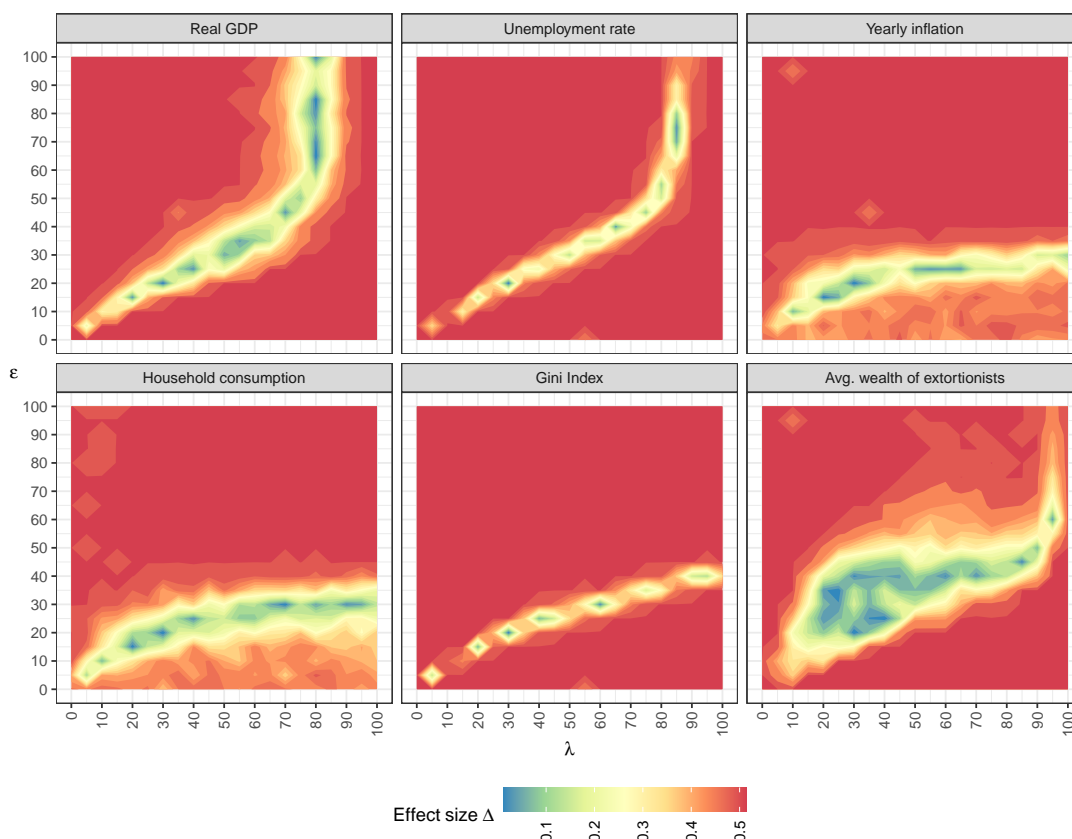 Real GDP
Unemployment rate
Yearly inflation
100
90
80
70
60
50
40
30
20
10
0
ε
Household consumption
Gini Index
Avg. wealth of extortionists
100
90
80
70
60
50
40
30
20
10
0
0 10 20 30 40 50 60 70 80 90 100
0 10 20 30 40 50 60 70 80 90 100
0 10 20 30 40 50 60 70 80 90 100
λ
Effect size Δ
0.1 0.2 0.3 0.4 0.5